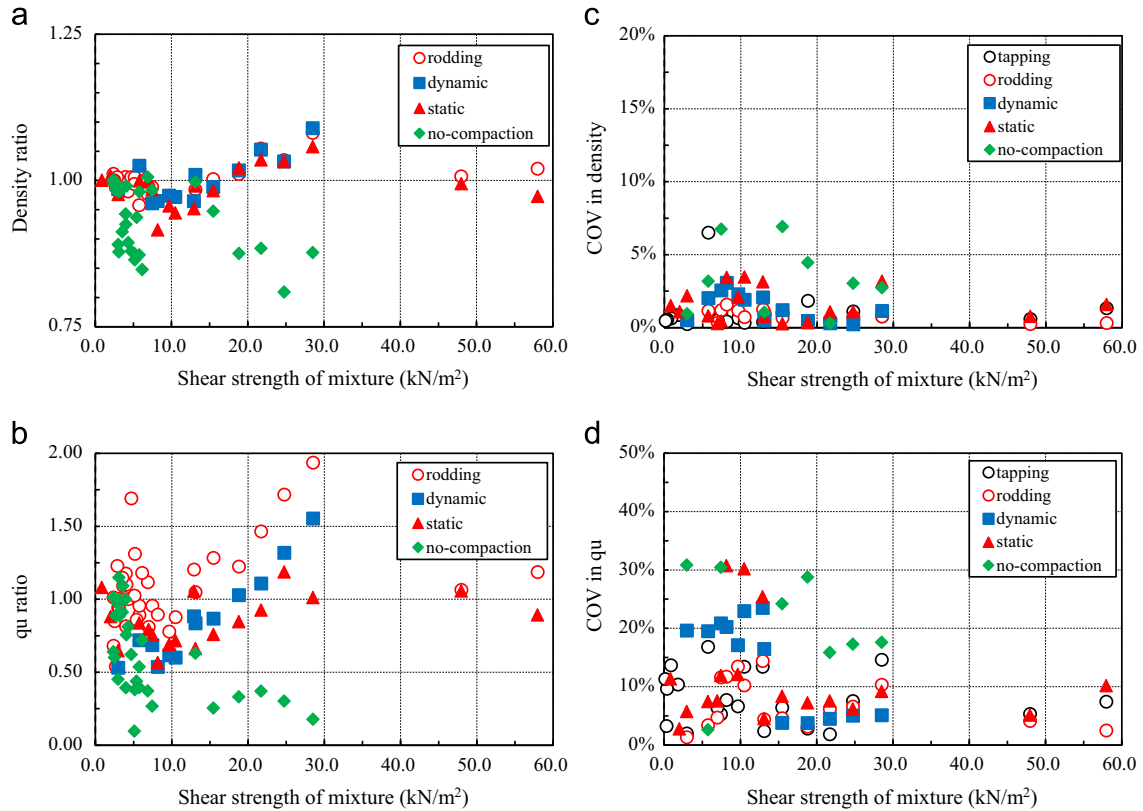 a
1.25
1.00
0.75
Density ratio
rodding
dynamic
static
no-compaction
0.0 10.0 20.0 30.0 40.0 50.0 60.0
Shear strength of mixture (kN/m²)
c
20%
15%
10%
5%
0%
COV in density
tapping
rodding
dynamic
static
no-compaction
0.0 10.0 20.0 30.0 40.0 50.0 60.0
Shear strength of mixture (kN/m²)
b
2.00
1.50
1.00
0.50
0.00
qu ratio
rodding
dynamic
static
no-compaction
0.0 10.0 20.0 30.0 40.0 50.0 60.0
Shear strength of mixture (kN/m²)
d
50%
40%
30%
20%
10%
0%
COV in qu
tapping
rodding
dynamic
static
no-compaction
0.0 10.0 20.0 30.0 40.0 50.0 60.0
Shear strength of mixture (kN/m²)